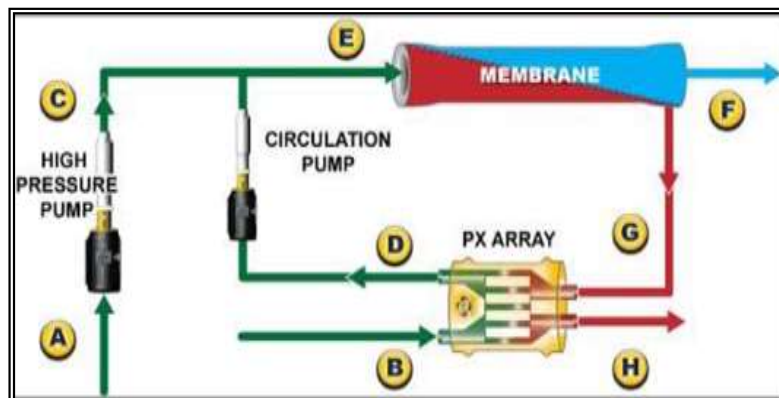 E
MEMBRANE
C
F
CIRCULATION
PUMP
HIGH
PRESSURE
PUMP
D
PX ARRAY
G
A
B
H